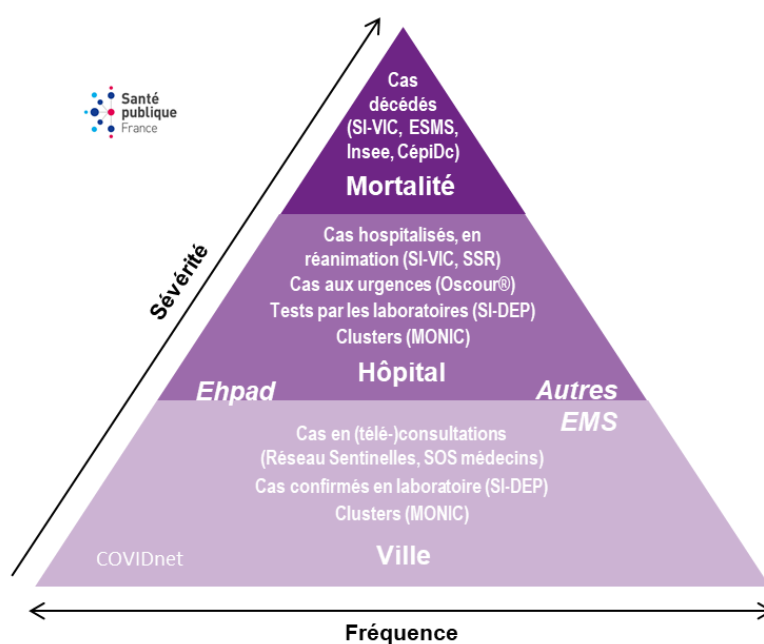 Santé
publique
France
Sévérité
Cas
décédés
(SI-VIC, ESMS,
Insee, CépiDc)
Mortalité
Cas hospitalisés, en
réanimation (SI-VIC, SSR)
Cas aux urgences (Oscour®)
Tests par les laboratoires (SI-DEP)
Clusters (MONIC)
Hôpital
Ehpad
Autres
EMS
Cas en (télé-)consultations
(Réseau Sentinelles, SOS médecins)
Cas confirmés en laboratoire (SI-DEP)
Clusters (MONIC)
COVIDnet
Ville
Fréquence